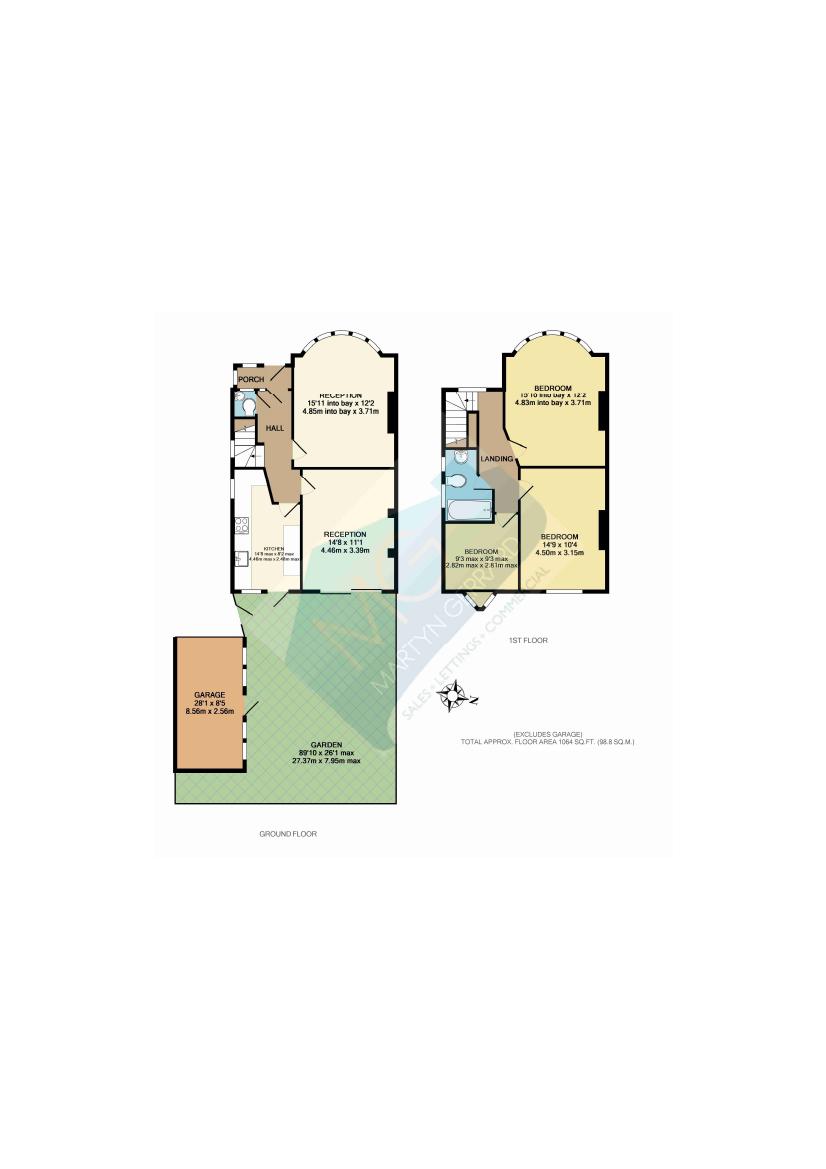 PORCH
RECEPTION
15'11 into bay x 12'2
4.85m into bay x 3.71m
HALL
RECEPTION
14'8 x 11'1
4.46m x 3.39m
KITCHEN
14'8 max x 8'2 max
4.46m max x 2.48m max
GARAGE
28'1 x 8'5
8.56m x 2.56m
GARDEN
89'10 x 26'1 max
27.37m x 7.95m max
GROUND FLOOR
BEDROOM
15'10 into bay x 12'2
4.83m into bay x 3.71m
LANDING
BEDROOM
14'9 x 10'4
4.50m x 3.15m
BEDROOM
9'3 max x 9'3 max
2.82m max x 2.81m max
1ST FLOOR
N
(EXCLUDES GARAGE)
TOTAL APPROX. FLOOR AREA 1064 SQ.FT. (98.8 SQ.M.)
MG
MARTYN GERRARD
SALES • LETTINGS • COMMERCIAL